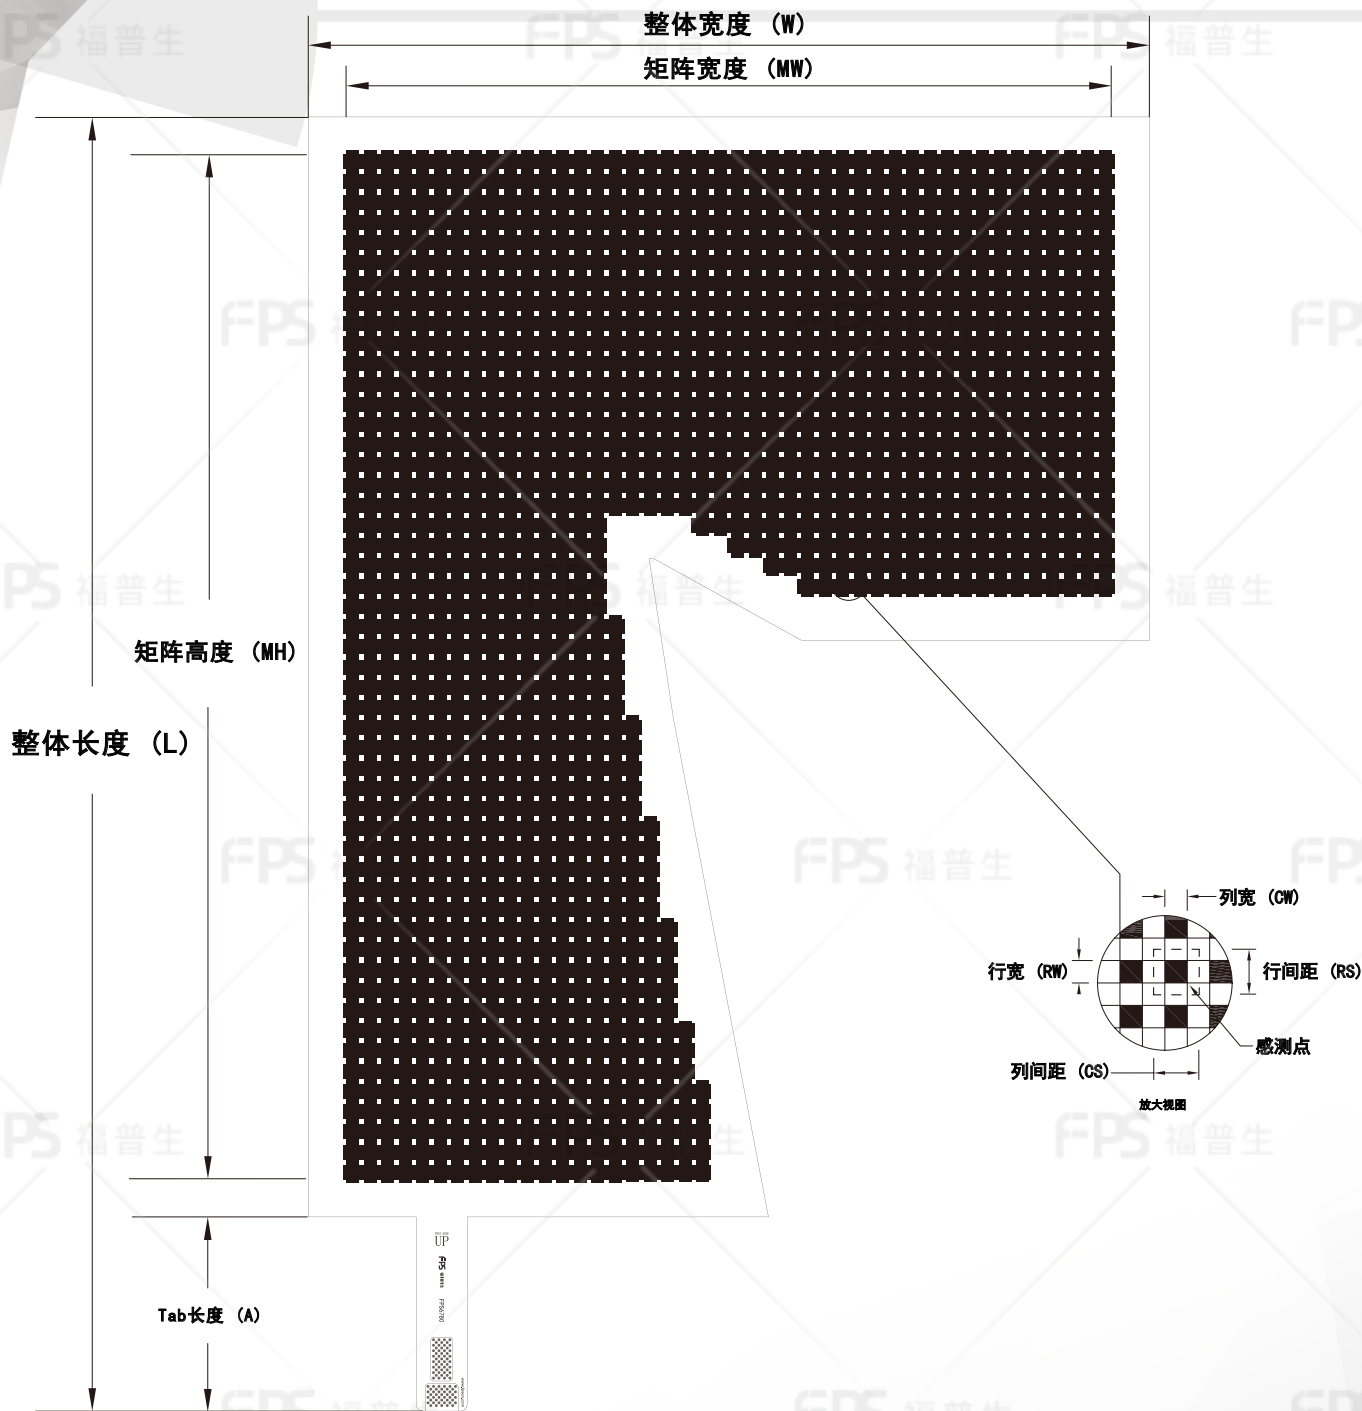 整体宽度 (W)
矩阵宽度 (MW)
矩阵高度 (MH)
整体长度 (L)
列宽 (CW)
行宽 (RW)
行间距 (RS)
感测点
列间距 (CS)
放大视图
Tab长度 (A)
UP
FPS
FPS6780
FPS 福普生